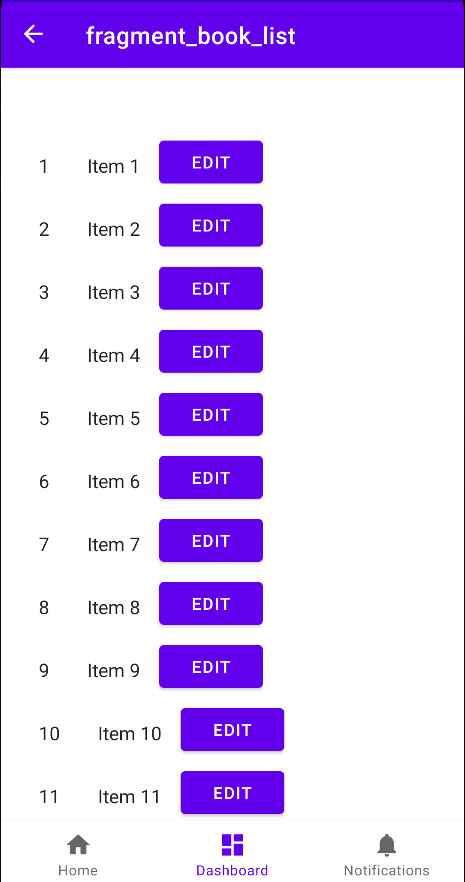 fragment_book_list
1 Item 1 EDIT
2 Item 2 EDIT
3 Item 3 EDIT
4 Item 4 EDIT
5 Item 5 EDIT
6 Item 6 EDIT
7 Item 7 EDIT
8 Item 8 EDIT
9 Item 9 EDIT
10 Item 10 EDIT
11 Item 11 EDIT
Home Dashboard Notifications